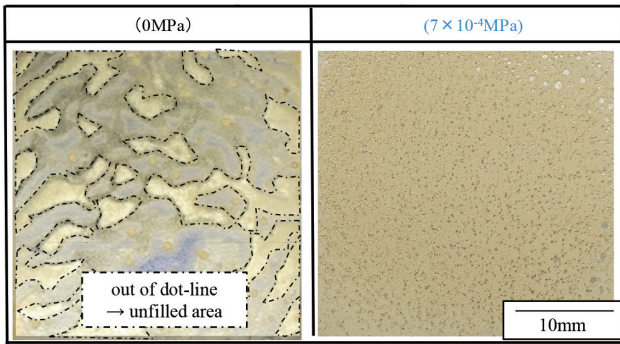 (0MPa)
(7×10⁻⁴MPa)
out of dot-line
→ unfilled area
10mm